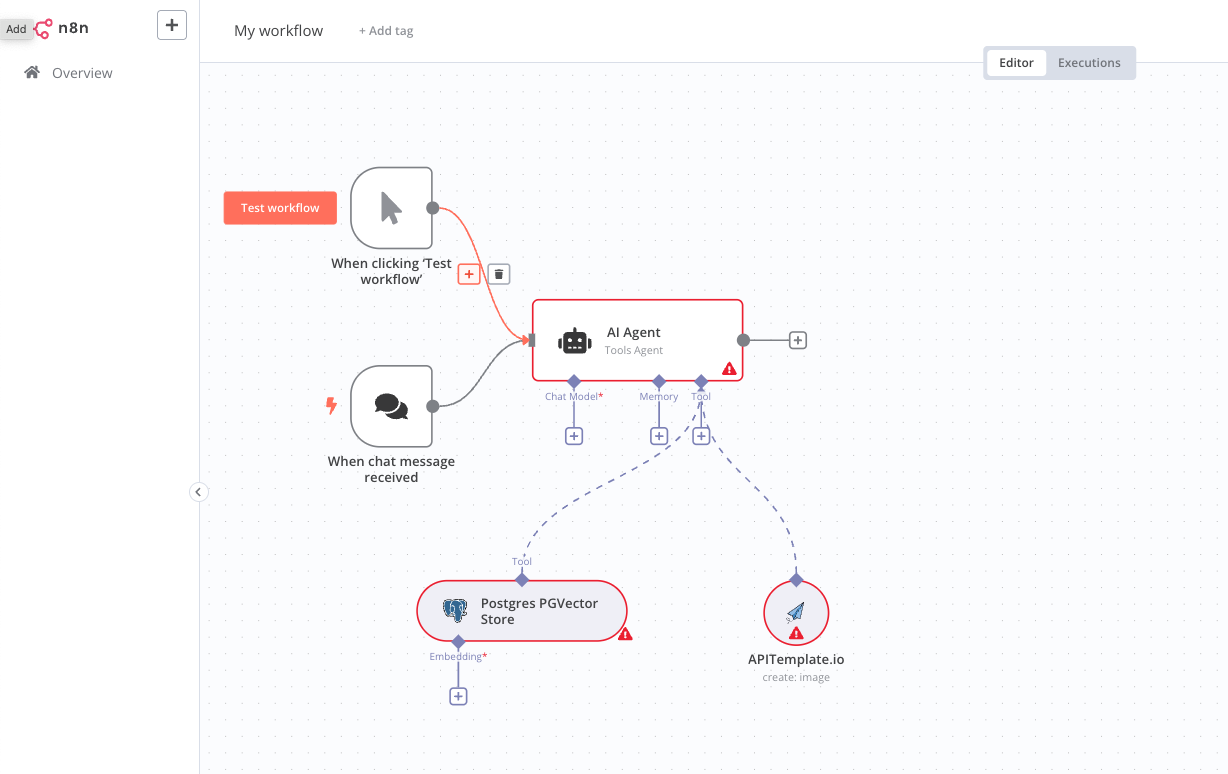 Add
n8n
Overview
My workflow
+ Add tag
Editor
Executions
Test workflow
When clicking ‘Test
workflow’
AI Agent
Tools Agent
Chat Model*
Memory
Tool
When chat message
received
Tool
Postgres PGVector
Store
Embedding*
APITemplate.io
create: image